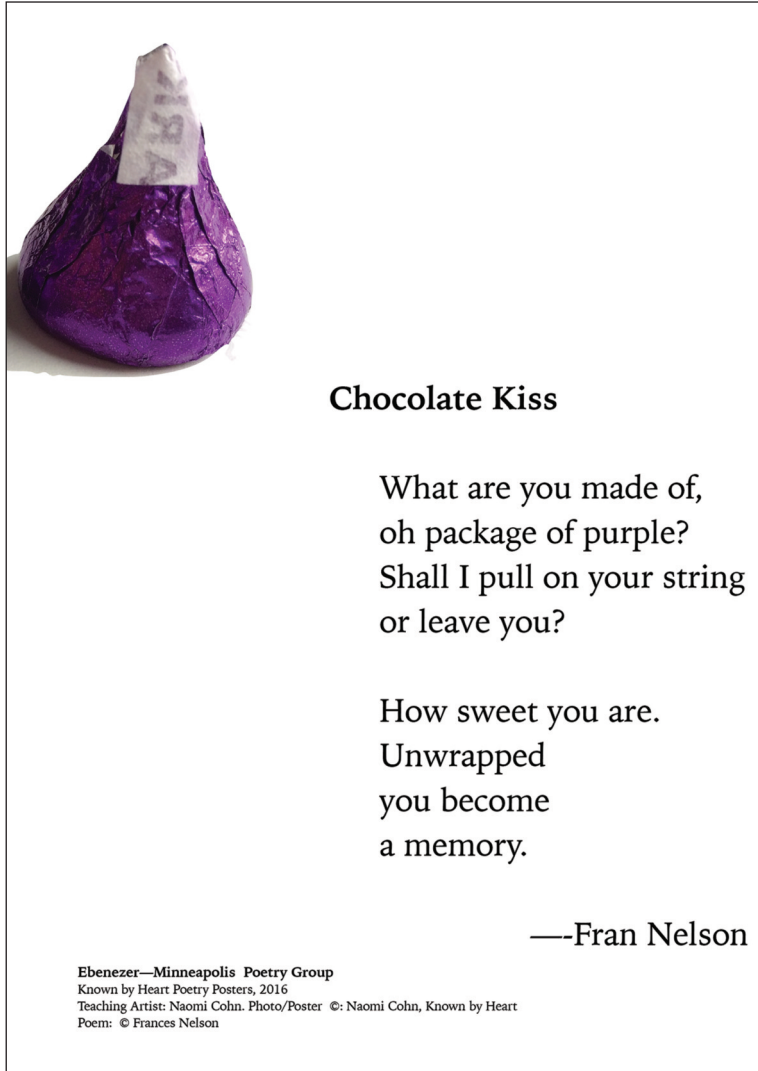 Chocolate Kiss
What are you made of,
oh package of purple?
Shall I pull on your string
or leave you?
How sweet you are.
Unwrapped
you become
a memory.
—-Fran Nelson
Ebenezer—Minneapolis Poetry Group
Known by Heart Poetry Posters, 2016
Teaching Artist: Naomi Cohn. Photo/Poster ©: Naomi Cohn, Known by Heart
Poem: © Frances Nelson